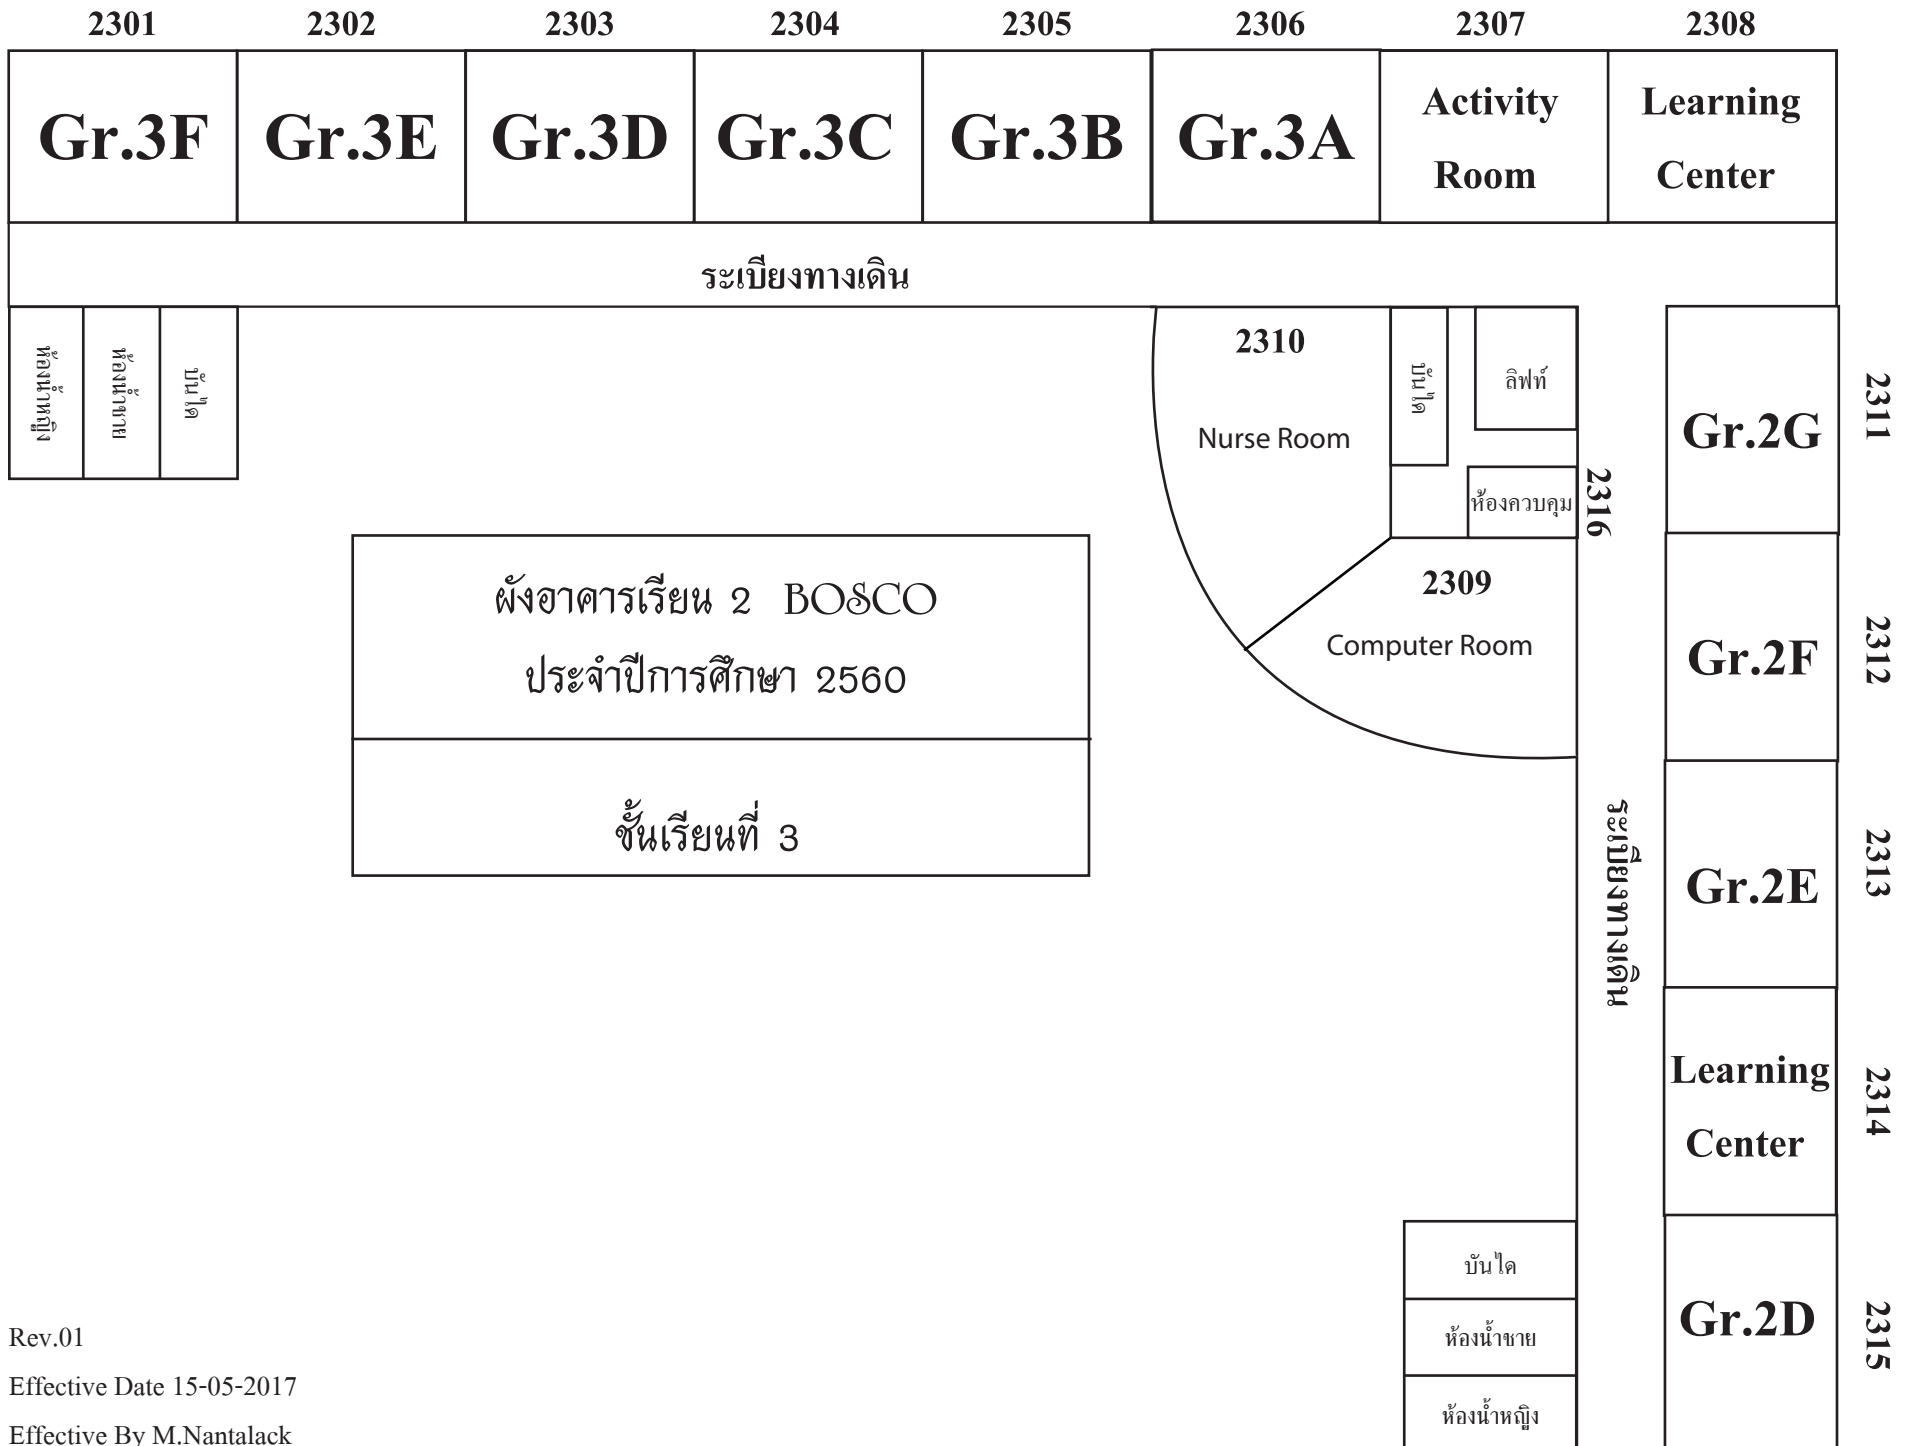 2301 2302 2303 2304 2305 2306 2307 2308
Gr.3F Gr.3E Gr.3D Gr.3C Gr.3B Gr.3A
Activity
Room
Learning
Center
ระเบียงทางเดิน
ห้องน้ำหญิง
ห้องน้ำชาย
บันได
2310
Nurse Room
บันได
ลิฟท์
ห้องควบคุม
2316
Gr.2G
2311
2309
Computer Room
Gr.2F
2312
ผังอาคารเรียน 2 BOSCO
ประจำปีการศึกษา 2560
ชั้นเรียนที่ 3
ระเบียงทางเดิน
Gr.2E
2313
Learning
Center
2314
บันได
ห้องน้ำชาย
ห้องน้ำหญิง
Gr.2D
2315
Rev.01
Effective Date 15-05-2017
Effective By M.Nantalack